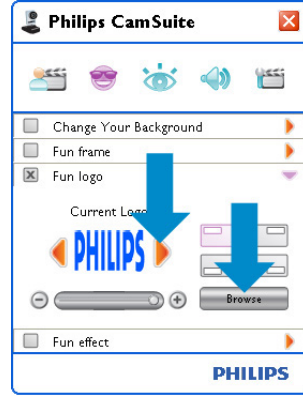 Philips CamSuite
Change Your Background
Fun frame
Fun logo
Current Logo
PHILIPS
Browse
Fun effect
PHILIPS